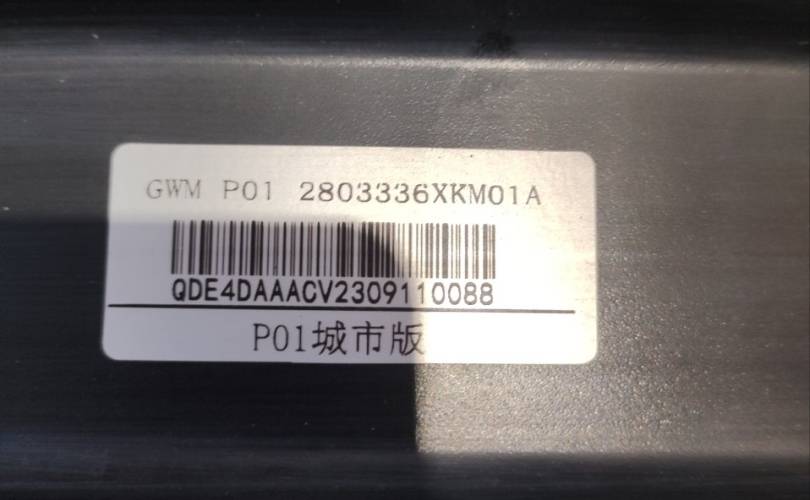 GWM P01 2803336XKM01A
QDE4DAAACV2309110088
P01城市版